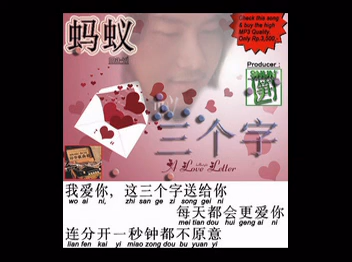 蚂蚁
Check this song
& buy the high
MP3 Quality.
Only Rp.3,500,-
Producer :
三个字
A Love Letter
我爱你，这三个字送给你
wo ai ni, zhi san ge zi song gei ni
每天都会更爱你
mei tian dou hui geng ai ni
连分开一秒钟都不原意
lian fen kai yi miao zong dou bu yuan yi